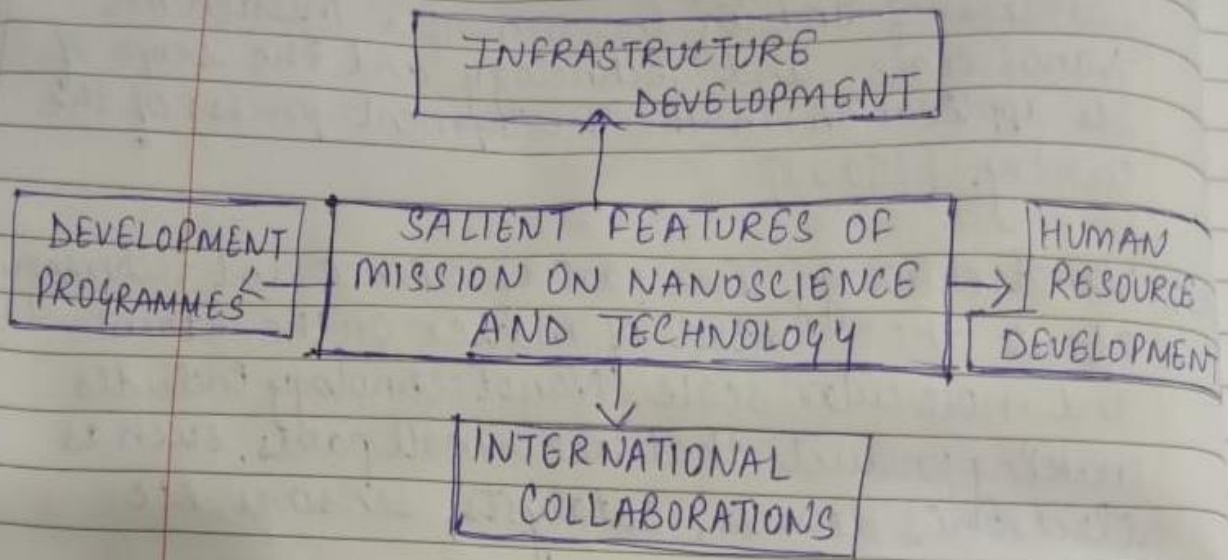 INFRASTRUCTURE
DEVELOPMENT
DEVELOPMENT
PROGRAMMES
SALIENT FEATURES OF
MISSION ON NANOSCIENCE
AND TECHNOLOGY
HUMAN
RESOURCE
DEVELOPMENT
INTERNATIONAL
COLLABORATIONS